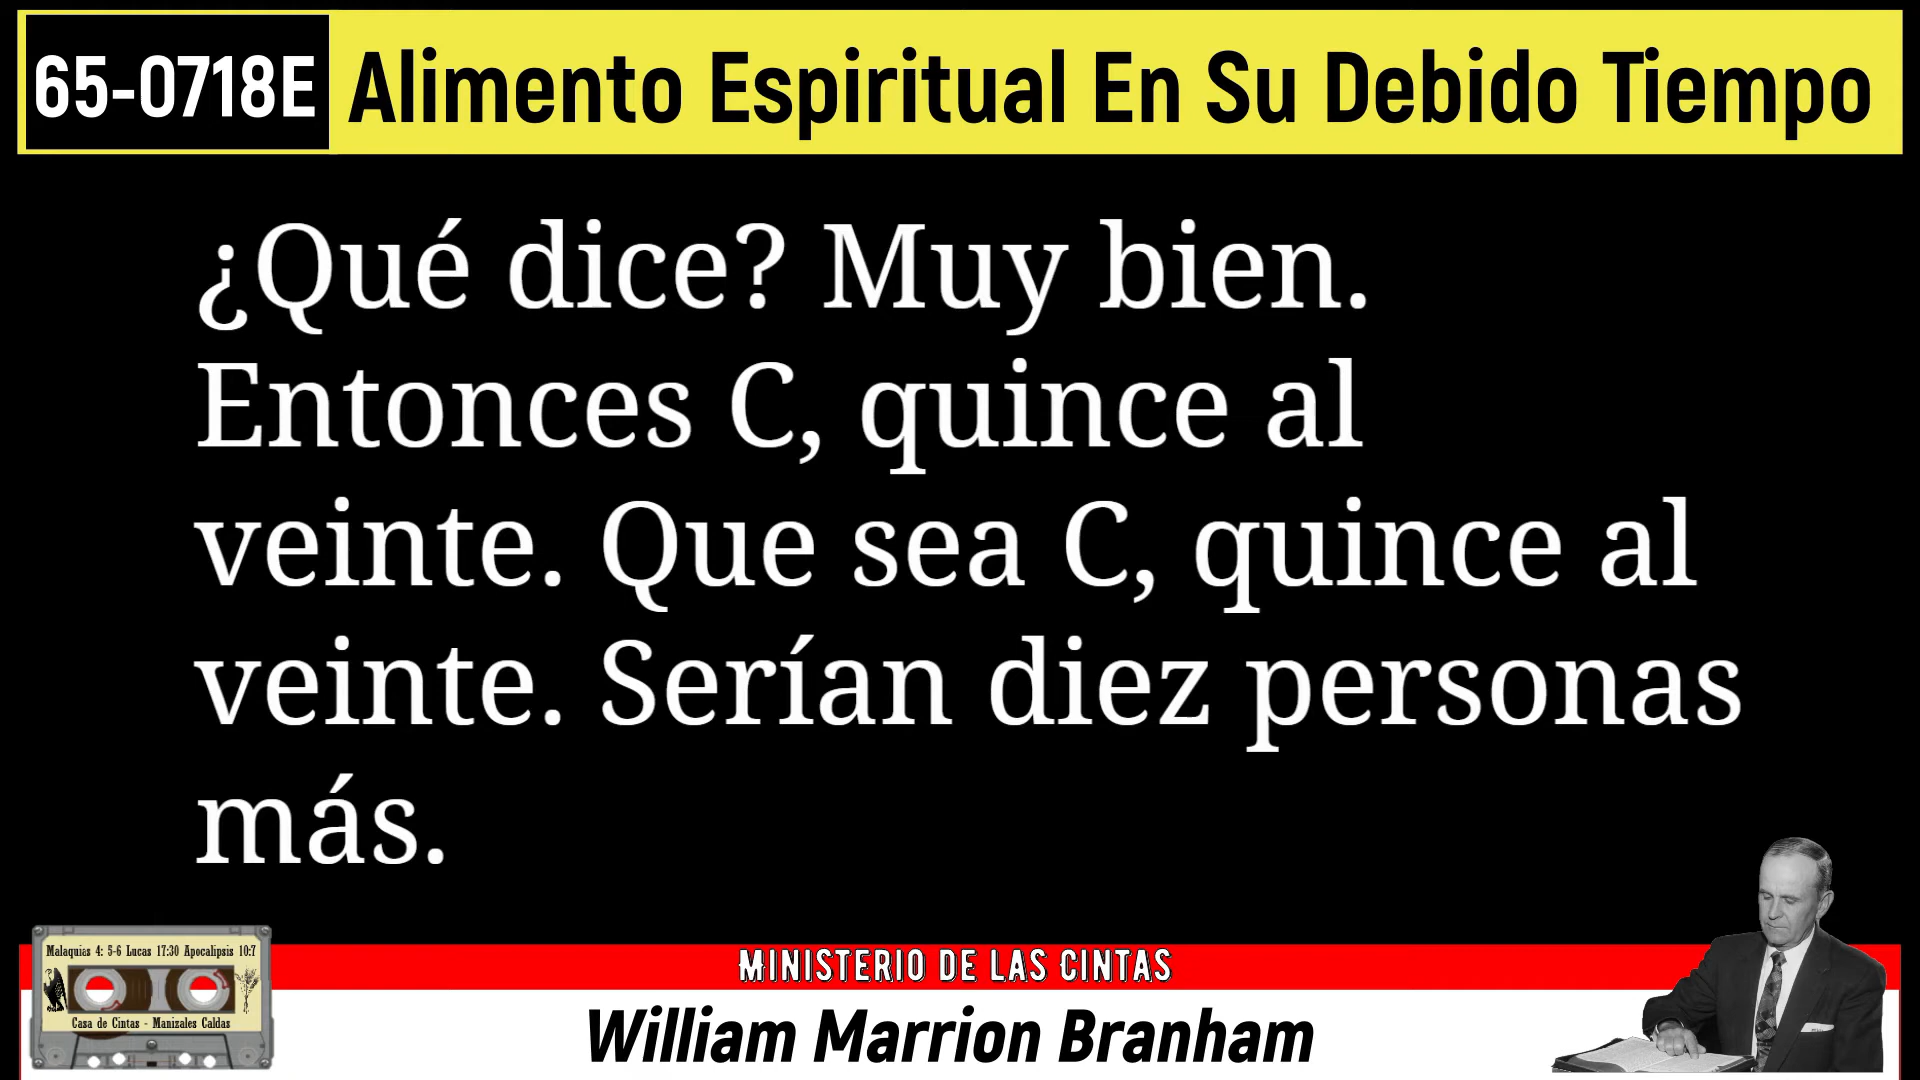 65-0718E Alimento Espiritual En Su Debido Tiempo
¿Qué dice? Muy bien.
Entonces C, quince al
veinte. Que sea C, quince al
veinte. Serían diez personas
más.
Malaquias 4: 5-6 Lucas 17:30 Apocalipsis 10:7
Casa de Cintas - Manizales Caldas
MINISTERIO DE LAS CINTAS
William Marrion Branham